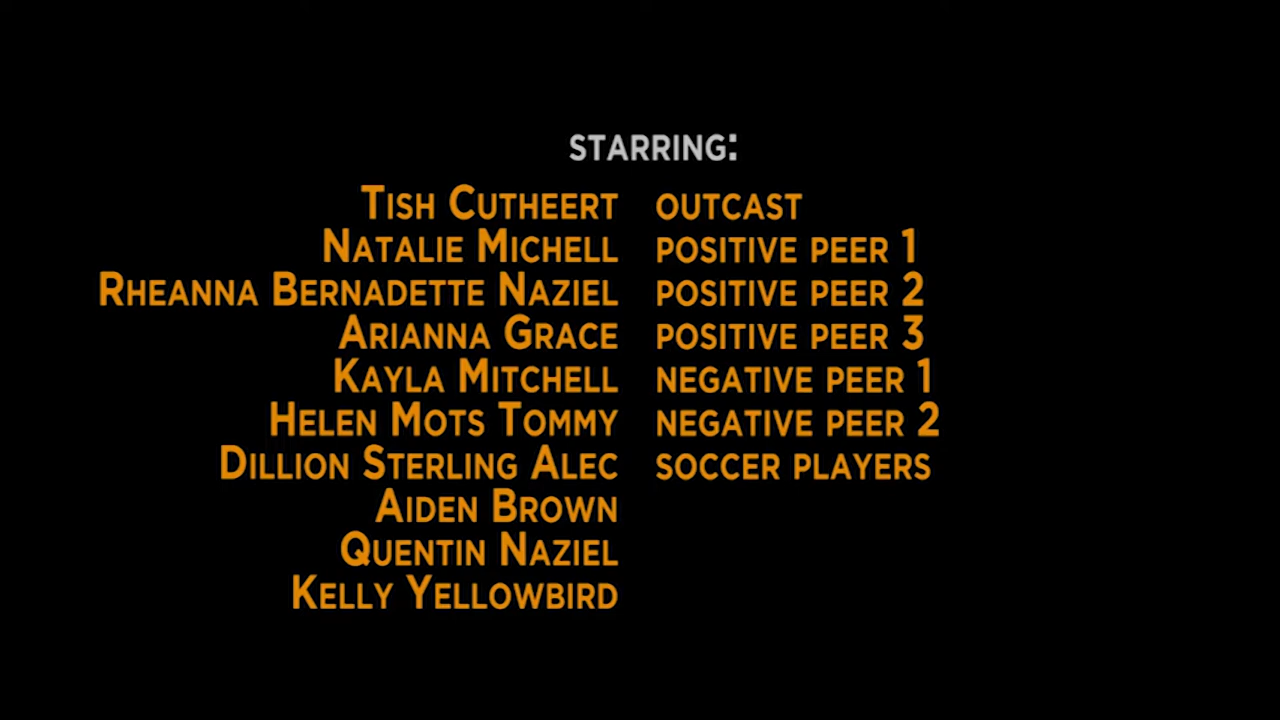 STARRING:
TISH CUTHEERT OUTCAST
NATALIE MICHELL POSITIVE PEER 1
RHEANNA BERNADETTE NAZIEL POSITIVE PEER 2
ARIANNA GRACE POSITIVE PEER 3
KAYLA MITCHELL NEGATIVE PEER 1
HELEN MOTS TOMMY NEGATIVE PEER 2
DILLION STERLING ALEC SOCCER PLAYERS
AIDEN BROWN
QUENTIN NAZIEL
KELLY YELLOWBIRD